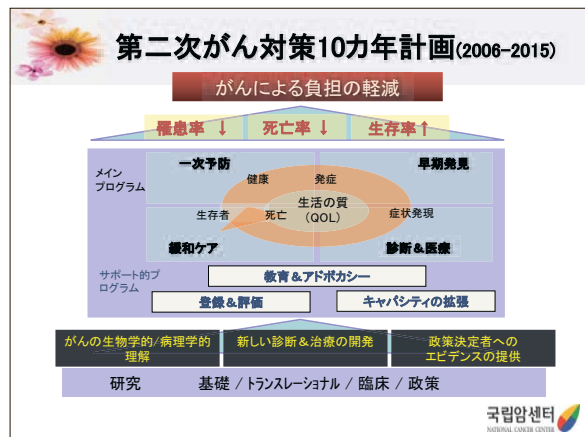 第二次がん対策10カ年計画(2006-2015)
がんによる負担の軽減
罹患率 ↓ 死亡率 ↓ 生存率↑
メイン
プログラム
一次予防
早期発見
健康
発症
生活の質
(QOL)
生存者
死亡
症状発現
緩和ケア
診断＆医療
サポート的プ
ログラム
教育＆アドボカシー
登録＆評価
キャパシティの拡張
がんの生物学的/病理学的
理解
新しい診断＆治療の開発
政策決定者への
エビデンスの提供
研究 基礎 / トランスレーショナル / 臨床 / 政策
국립암센터
NATIONAL CANCER CENTER